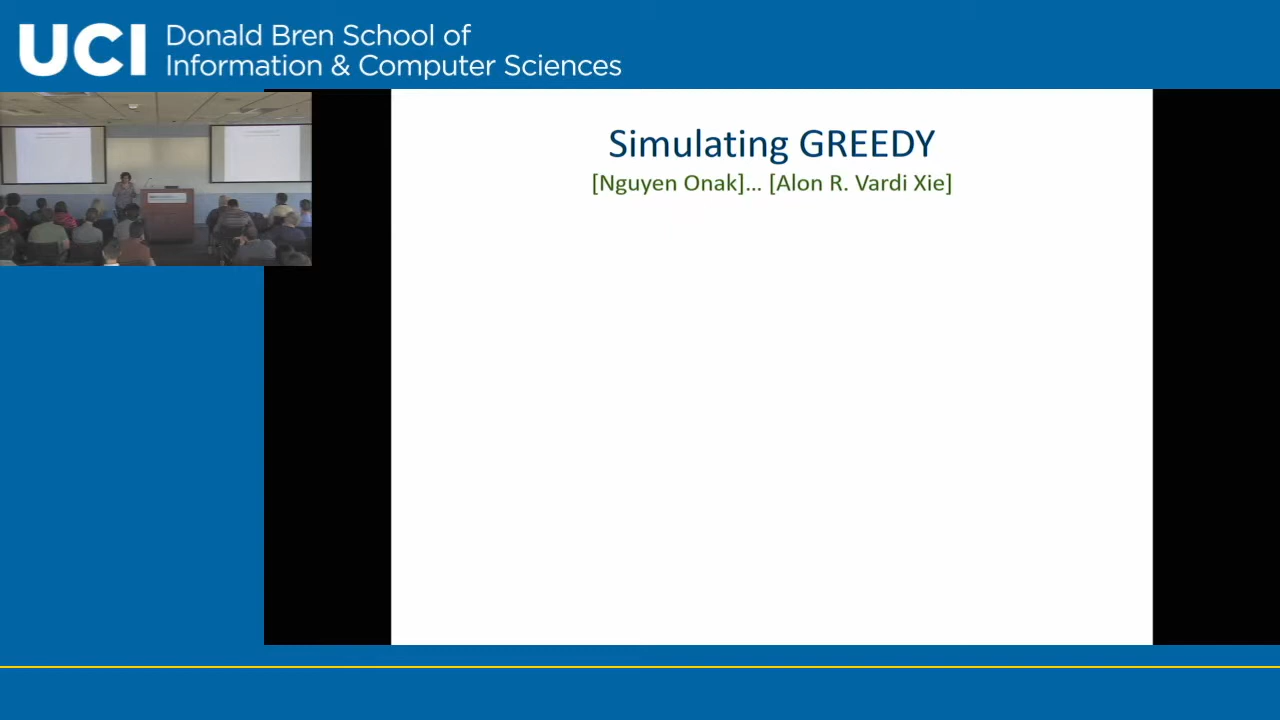 UCI
Donald Bren School of
Information & Computer Sciences
Simulating GREEDY
[Nguyen Onak]... [Alon R. Vardi Xie]